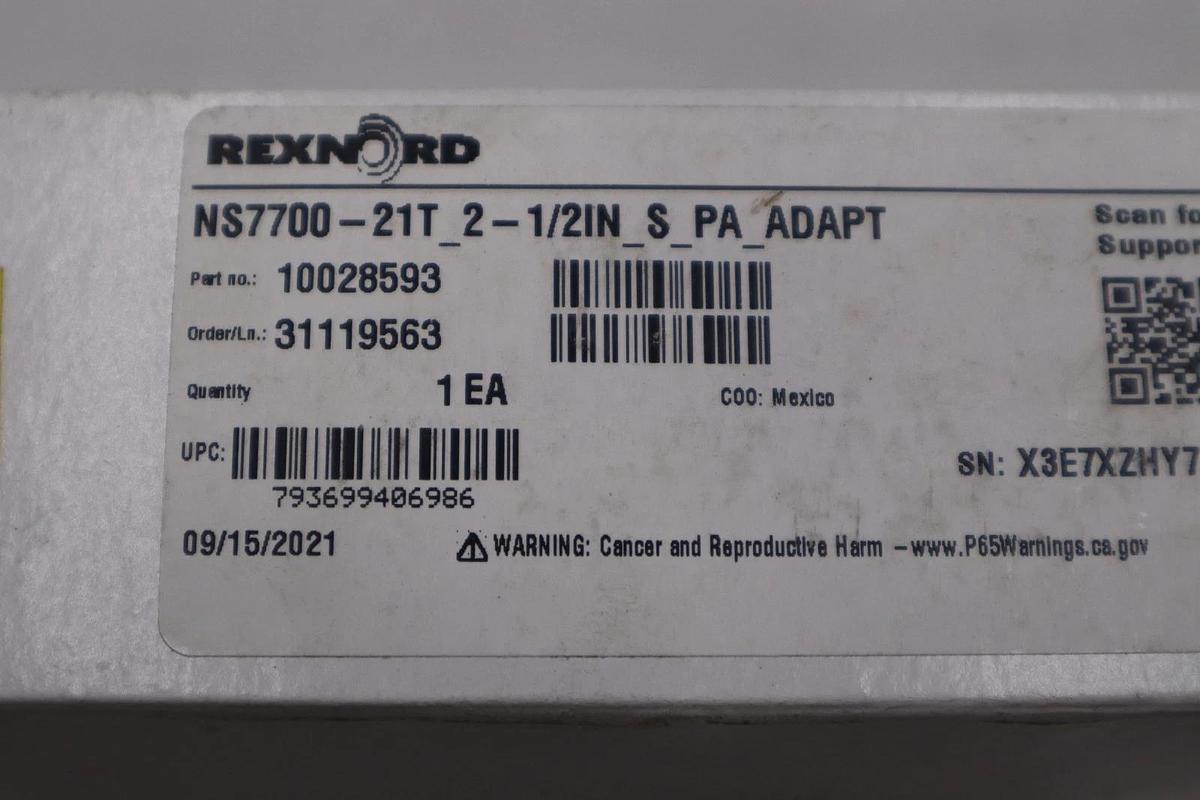 REXNORD
NS7700-21T_2-1/2IN_S_PA_ADAPT
Scan fo
Suppor
Part no.: 10028593
Order/Ln.: 31119563
Quantity 1 EA
COO: Mexico
UPC:
793699406986
SN: X3E7XZHY7
09/15/2021
WARNING: Cancer and Reproductive Harm -www.P65Warnings.ca.gov